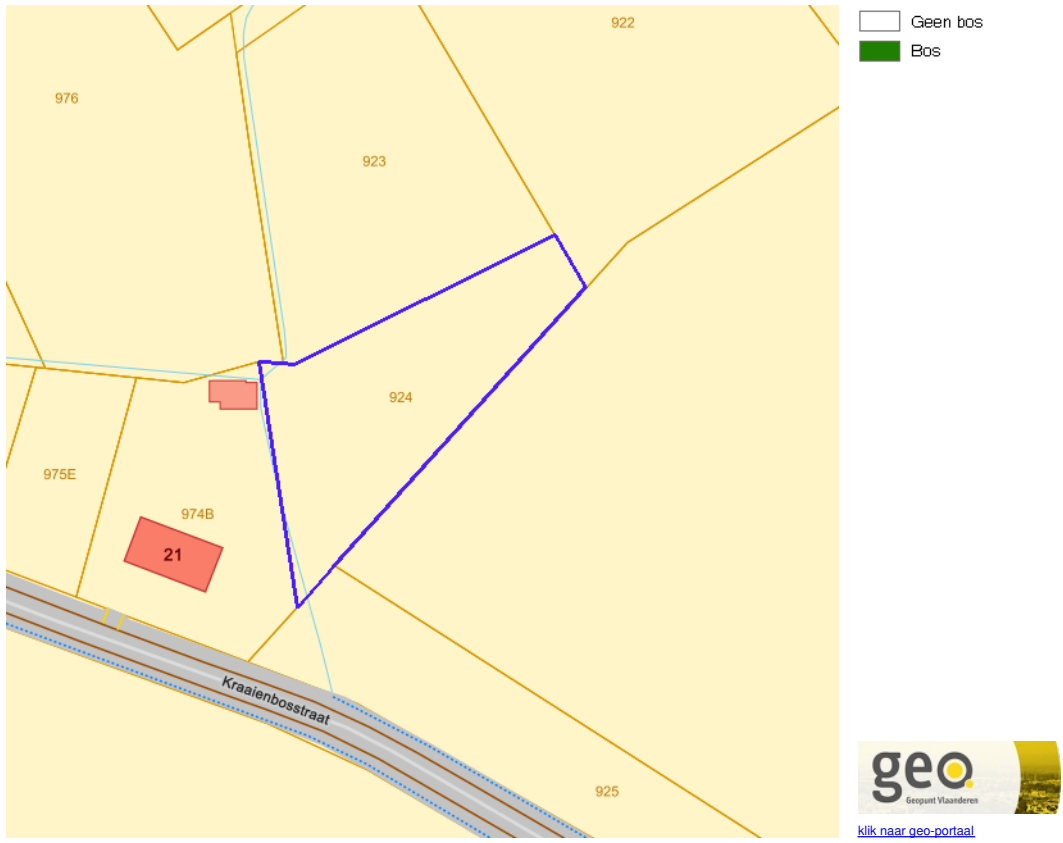 922
Geen bos
Bos
976
923
924
975E
974B
21
Kraaienbosstraat
925
geo.
Geopunt Vlaanderen
klik naar geo-portaal